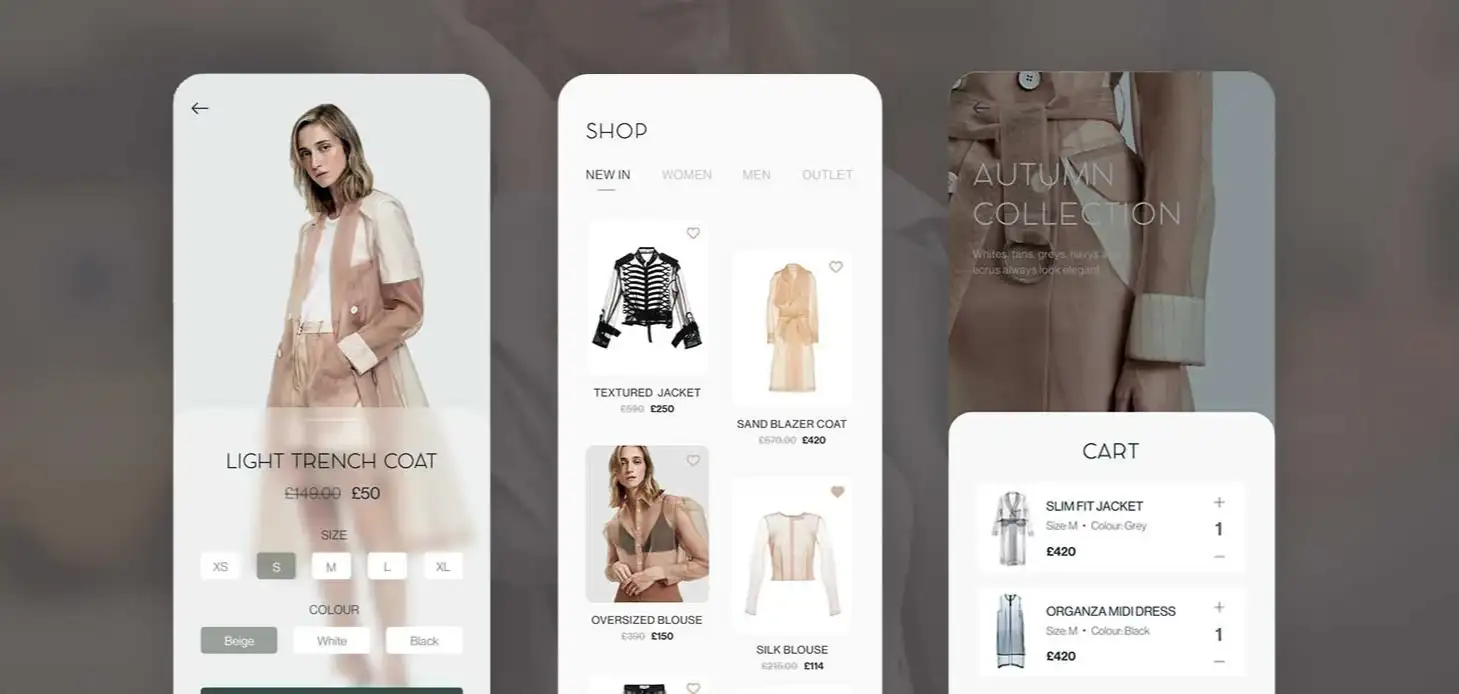 LIGHT TRENCH COAT
£149.00 £50
SIZE
XS S M L XL
COLOUR
Beige White Black
SHOP
NEW IN WOMEN MEN OUTLET
TEXTURED JACKET
£590 £250
SAND BLAZER COAT
£570.00 £420
OVERSIZED BLOUSE
£390 £150
SILK BLOUSE
£215.00 £114
AUTUMN
COLLECTION
Whites, tans, greys, navys
ecrus always look elegant
CART
SLIM FIT JACKET
Size: M • Colour: Grey
£420
+
1
−
ORGANZA MIDI DRESS
Size: M • Colour: Black
£420
+
1
−